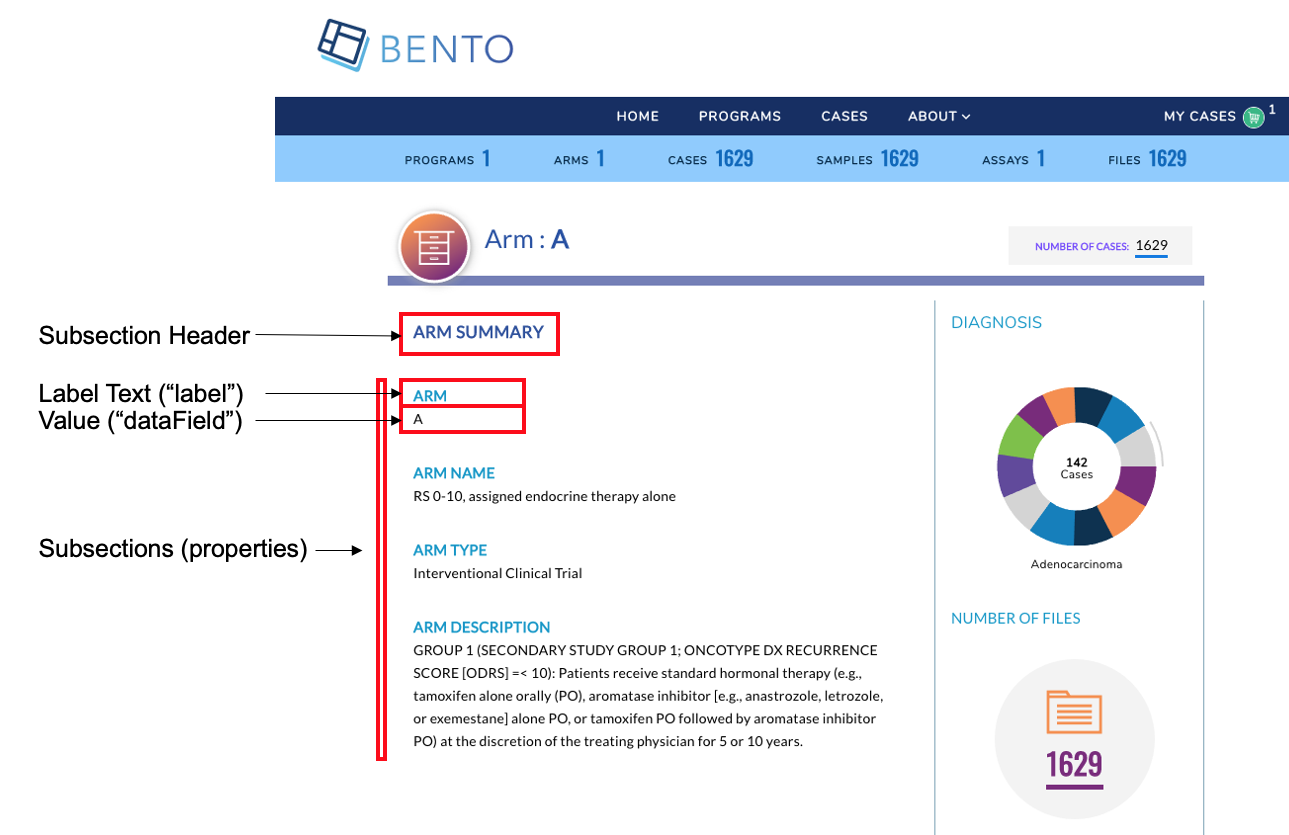 BENTO
HOME PROGRAMS CASES ABOUT MY CASES 1
PROGRAMS 1 ARMS 1 CASES 1629 SAMPLES 1629 ASSAYS 1 FILES 1629
Arm : A
NUMBER OF CASES: 1629
Subsection Header
ARM SUMMARY
Label Text (“label”)
ARM
Value (“dataField”)
A
ARM NAME
RS 0-10, assigned endocrine therapy alone
Subsections (properties)
ARM TYPE
Interventional Clinical Trial
ARM DESCRIPTION
GROUP 1 (SECONDARY STUDY GROUP 1; ONCOTYPE DX RECURRENCE
SCORE [ODRS] =< 10): Patients receive standard hormonal therapy (e.g.,
tamoxifen alone orally (PO), aromatase inhibitor [e.g., anastrozole, letrozole,
or exemestane] alone PO, or tamoxifen PO followed by aromatase inhibitor
PO) at the discretion of the treating physician for 5 or 10 years.
DIAGNOSIS
142
Cases
Adenocarcinoma
NUMBER OF FILES
1629